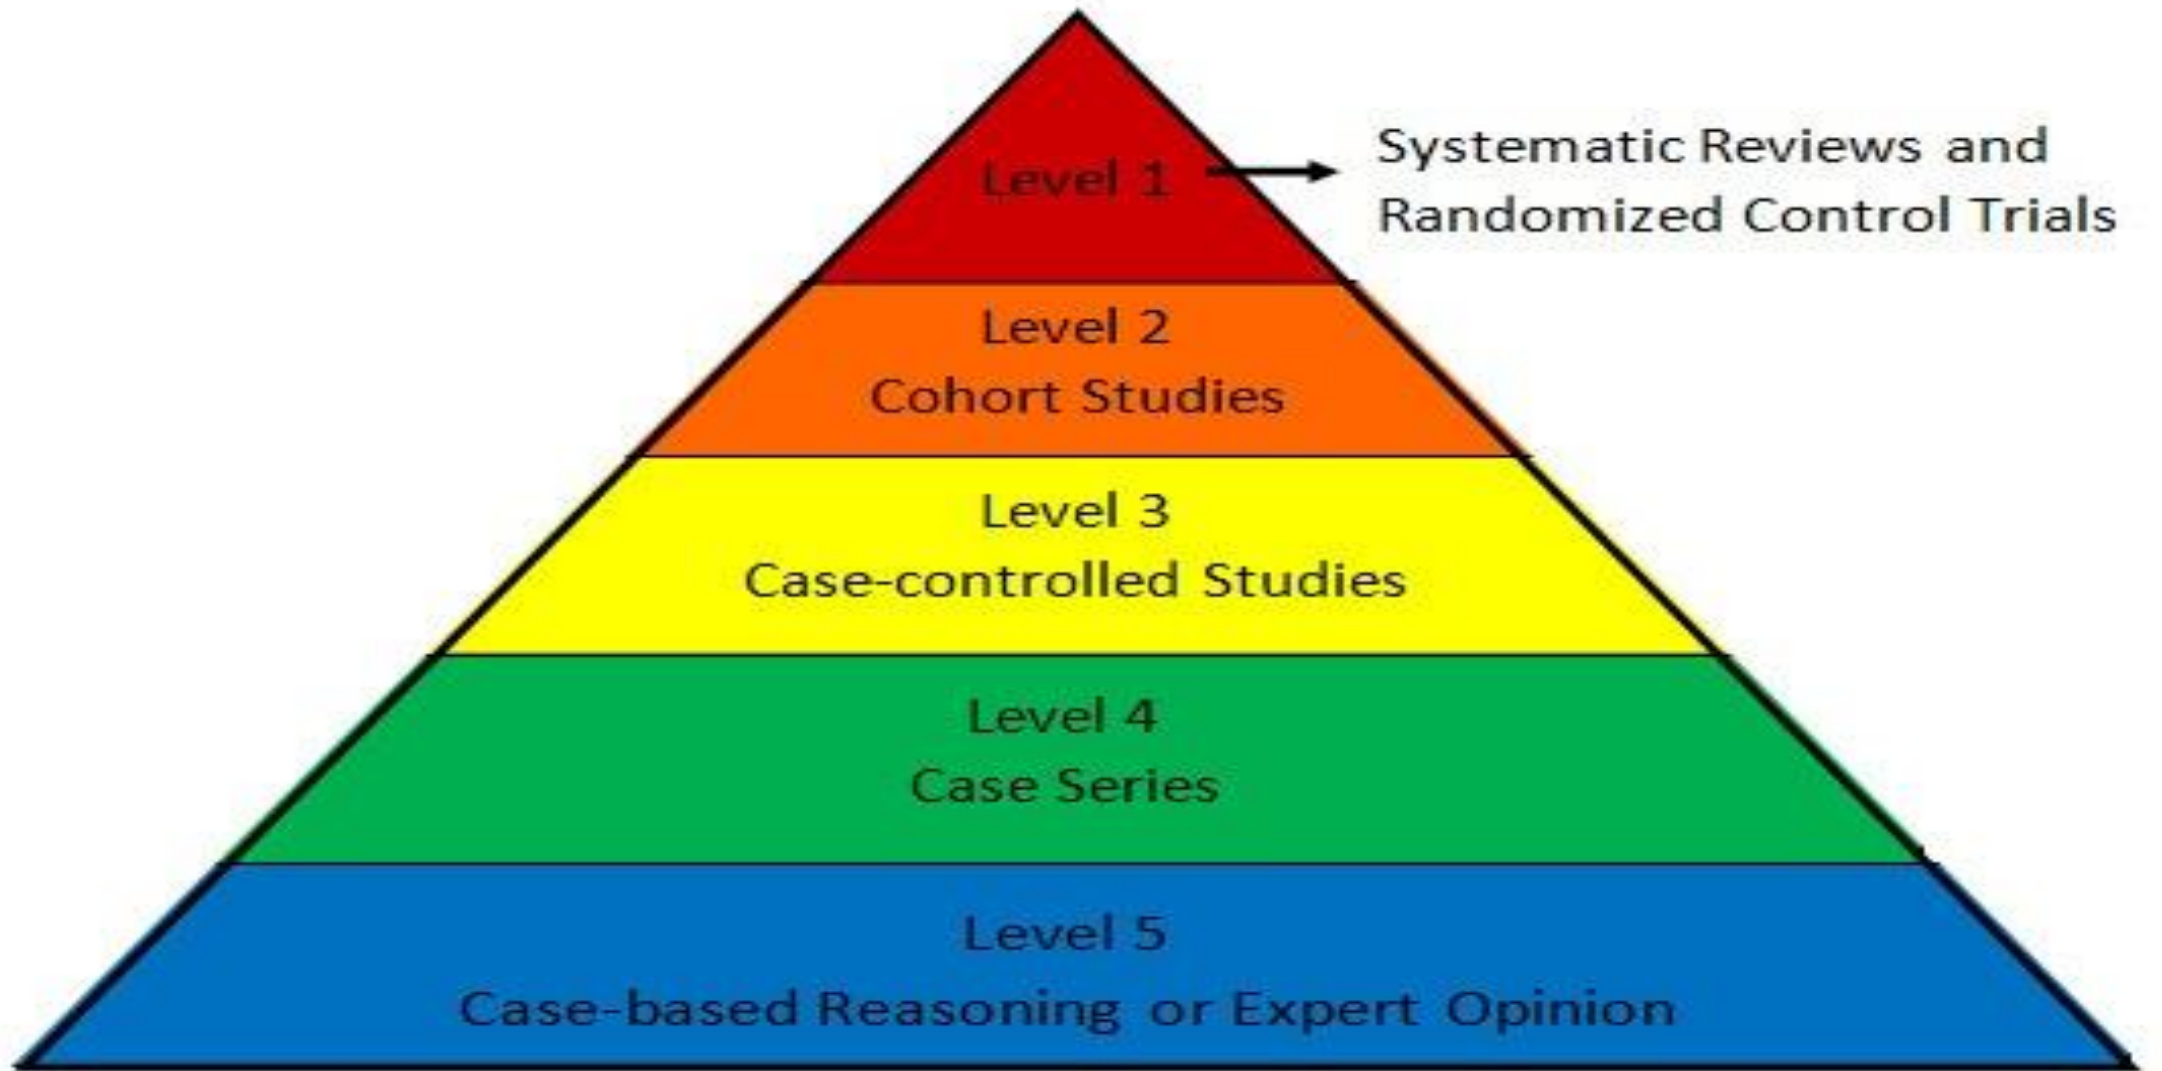 Level 1
Systematic Reviews and
Randomized Control Trials
Level 2
Cohort Studies
Level 3
Case-controlled Studies
Level 4
Case Series
Level 5
Case-based Reasoning or Expert Opinion